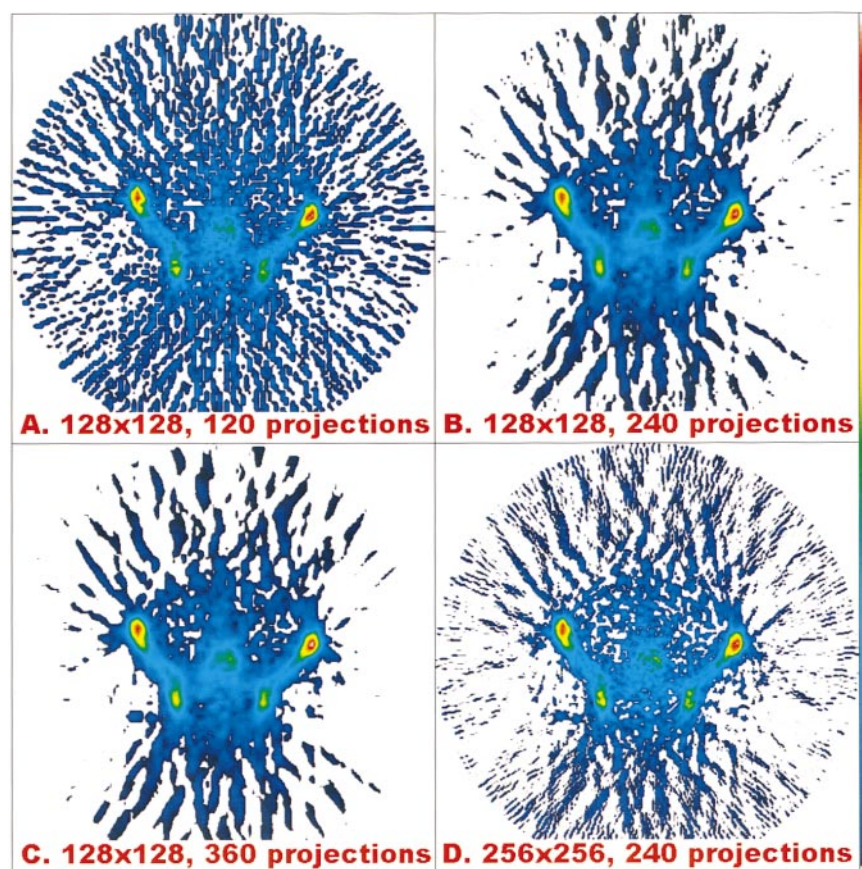 A. 128x128, 120 projections
B. 128x128, 240 projections
C. 128x128, 360 projections
D. 256x256, 240 projections